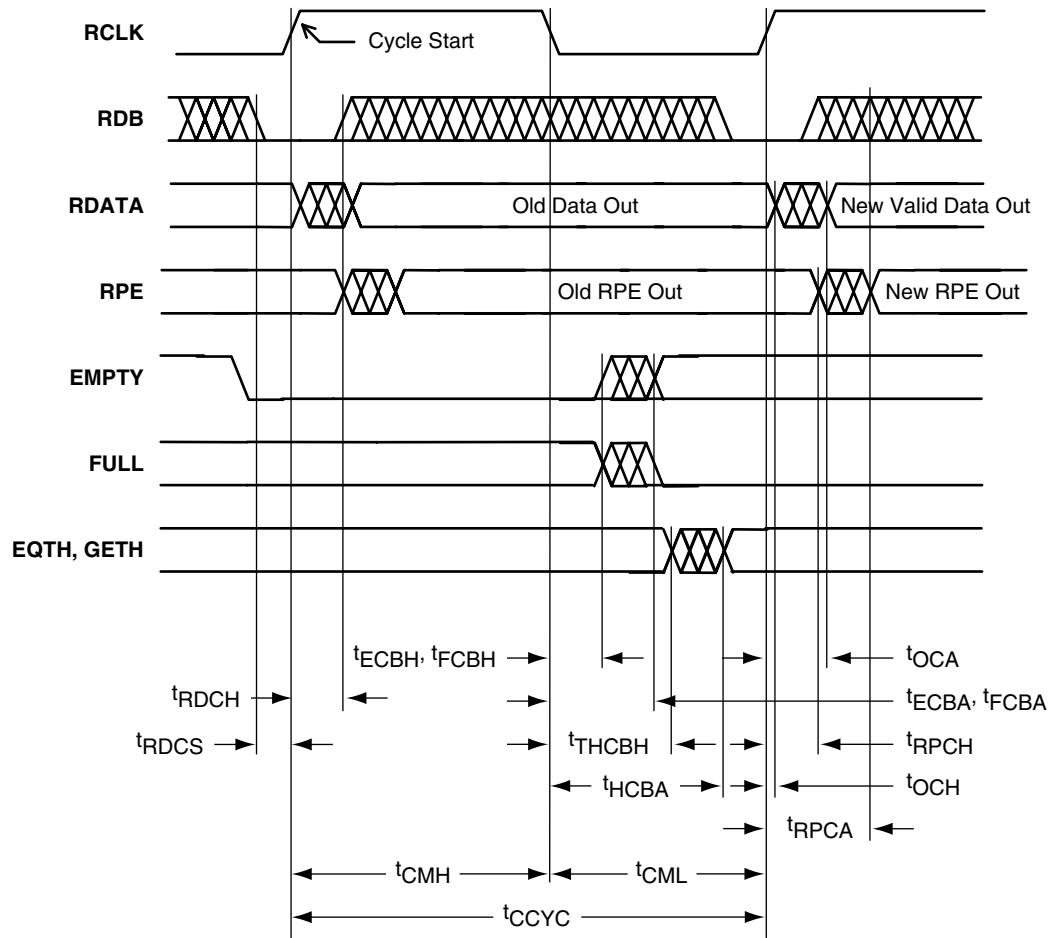 RCLK
Cycle Start
RDB
RDATA
Old Data Out
New Valid Data Out
RPE
Old RPE Out
New RPE Out
EMPTY
FULL
EQTH, GETH
tECBH, tFCBH
tOCA
tRDCH
tECBA, tFCBA
tRDCS
tTHCBH
tRPCH
tHCBA
tOCH
tRPCA
tCMH
tCML
tCCYC